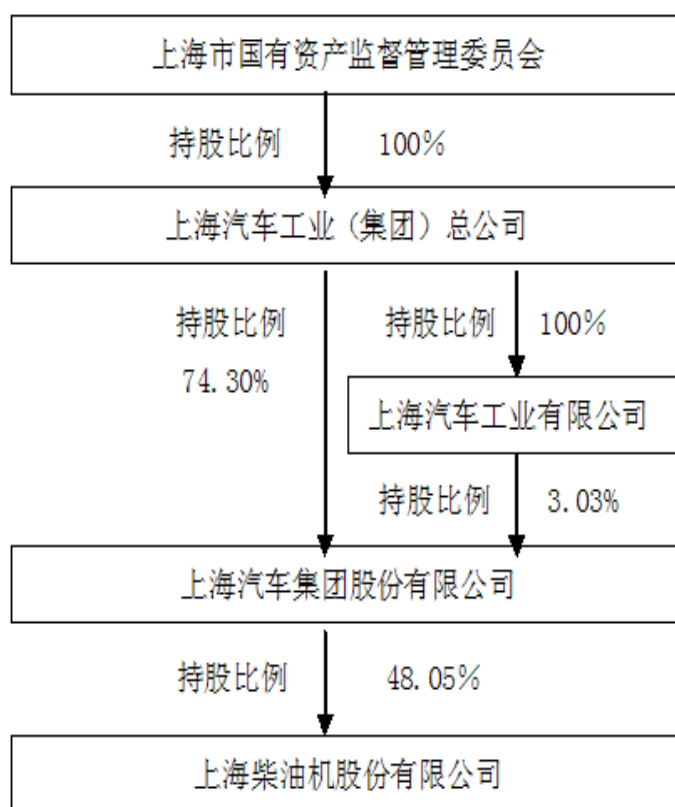 上海市国有资产监督管理委员会
持股比例 100%
上海汽车工业（集团）总公司
持股比例
74.30%
持股比例 100%
上海汽车工业有限公司
持股比例 3.03%
上海汽车集团股份有限公司
持股比例 48.05%
上海柴油机股份有限公司